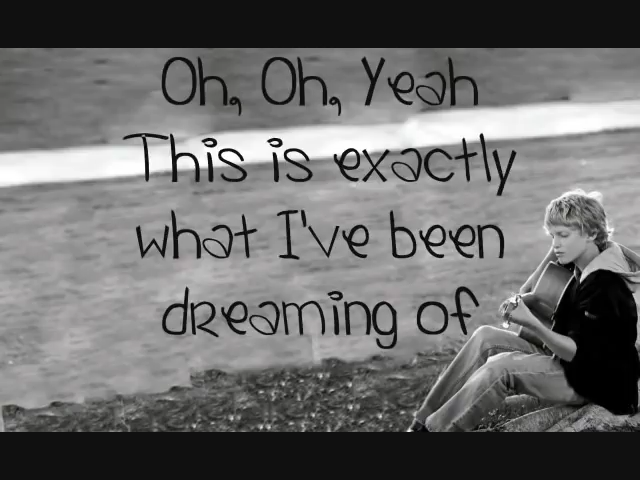 Oh, Oh, Yeah
This is exactly
what I've been
dreaming of